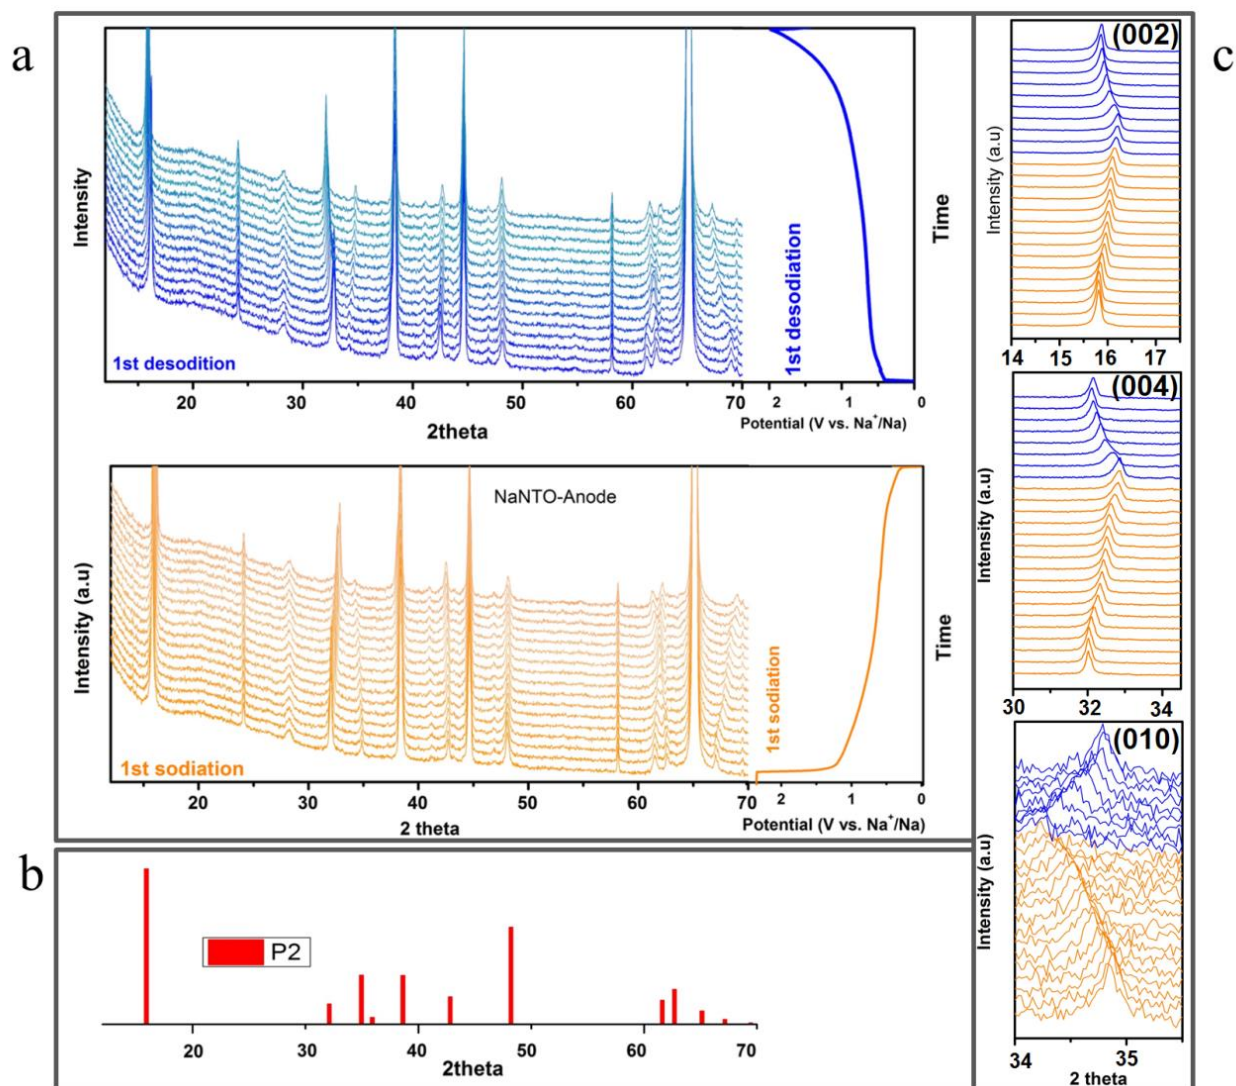 a
Intensity
1st desodition
20 30 40 50 60 70
2theta
1st desodiation
2 1 0
Potential (V vs. Na⁺/Na)
Time
Intensity (a.u)
NaNTO-Anode
1st sodiation
20 30 40 50 60 70
2 theta
1st sodiation
2 1 0
Potential (V vs. Na⁺/Na)
Time
b
P2
20 30 40 50 60 70
2theta
c
(002)
Intensity (a.u)
14 15 16 17
(004)
Intensity (a.u)
30 32 34
(010)
Intensity (a.u)
34 35
2 theta